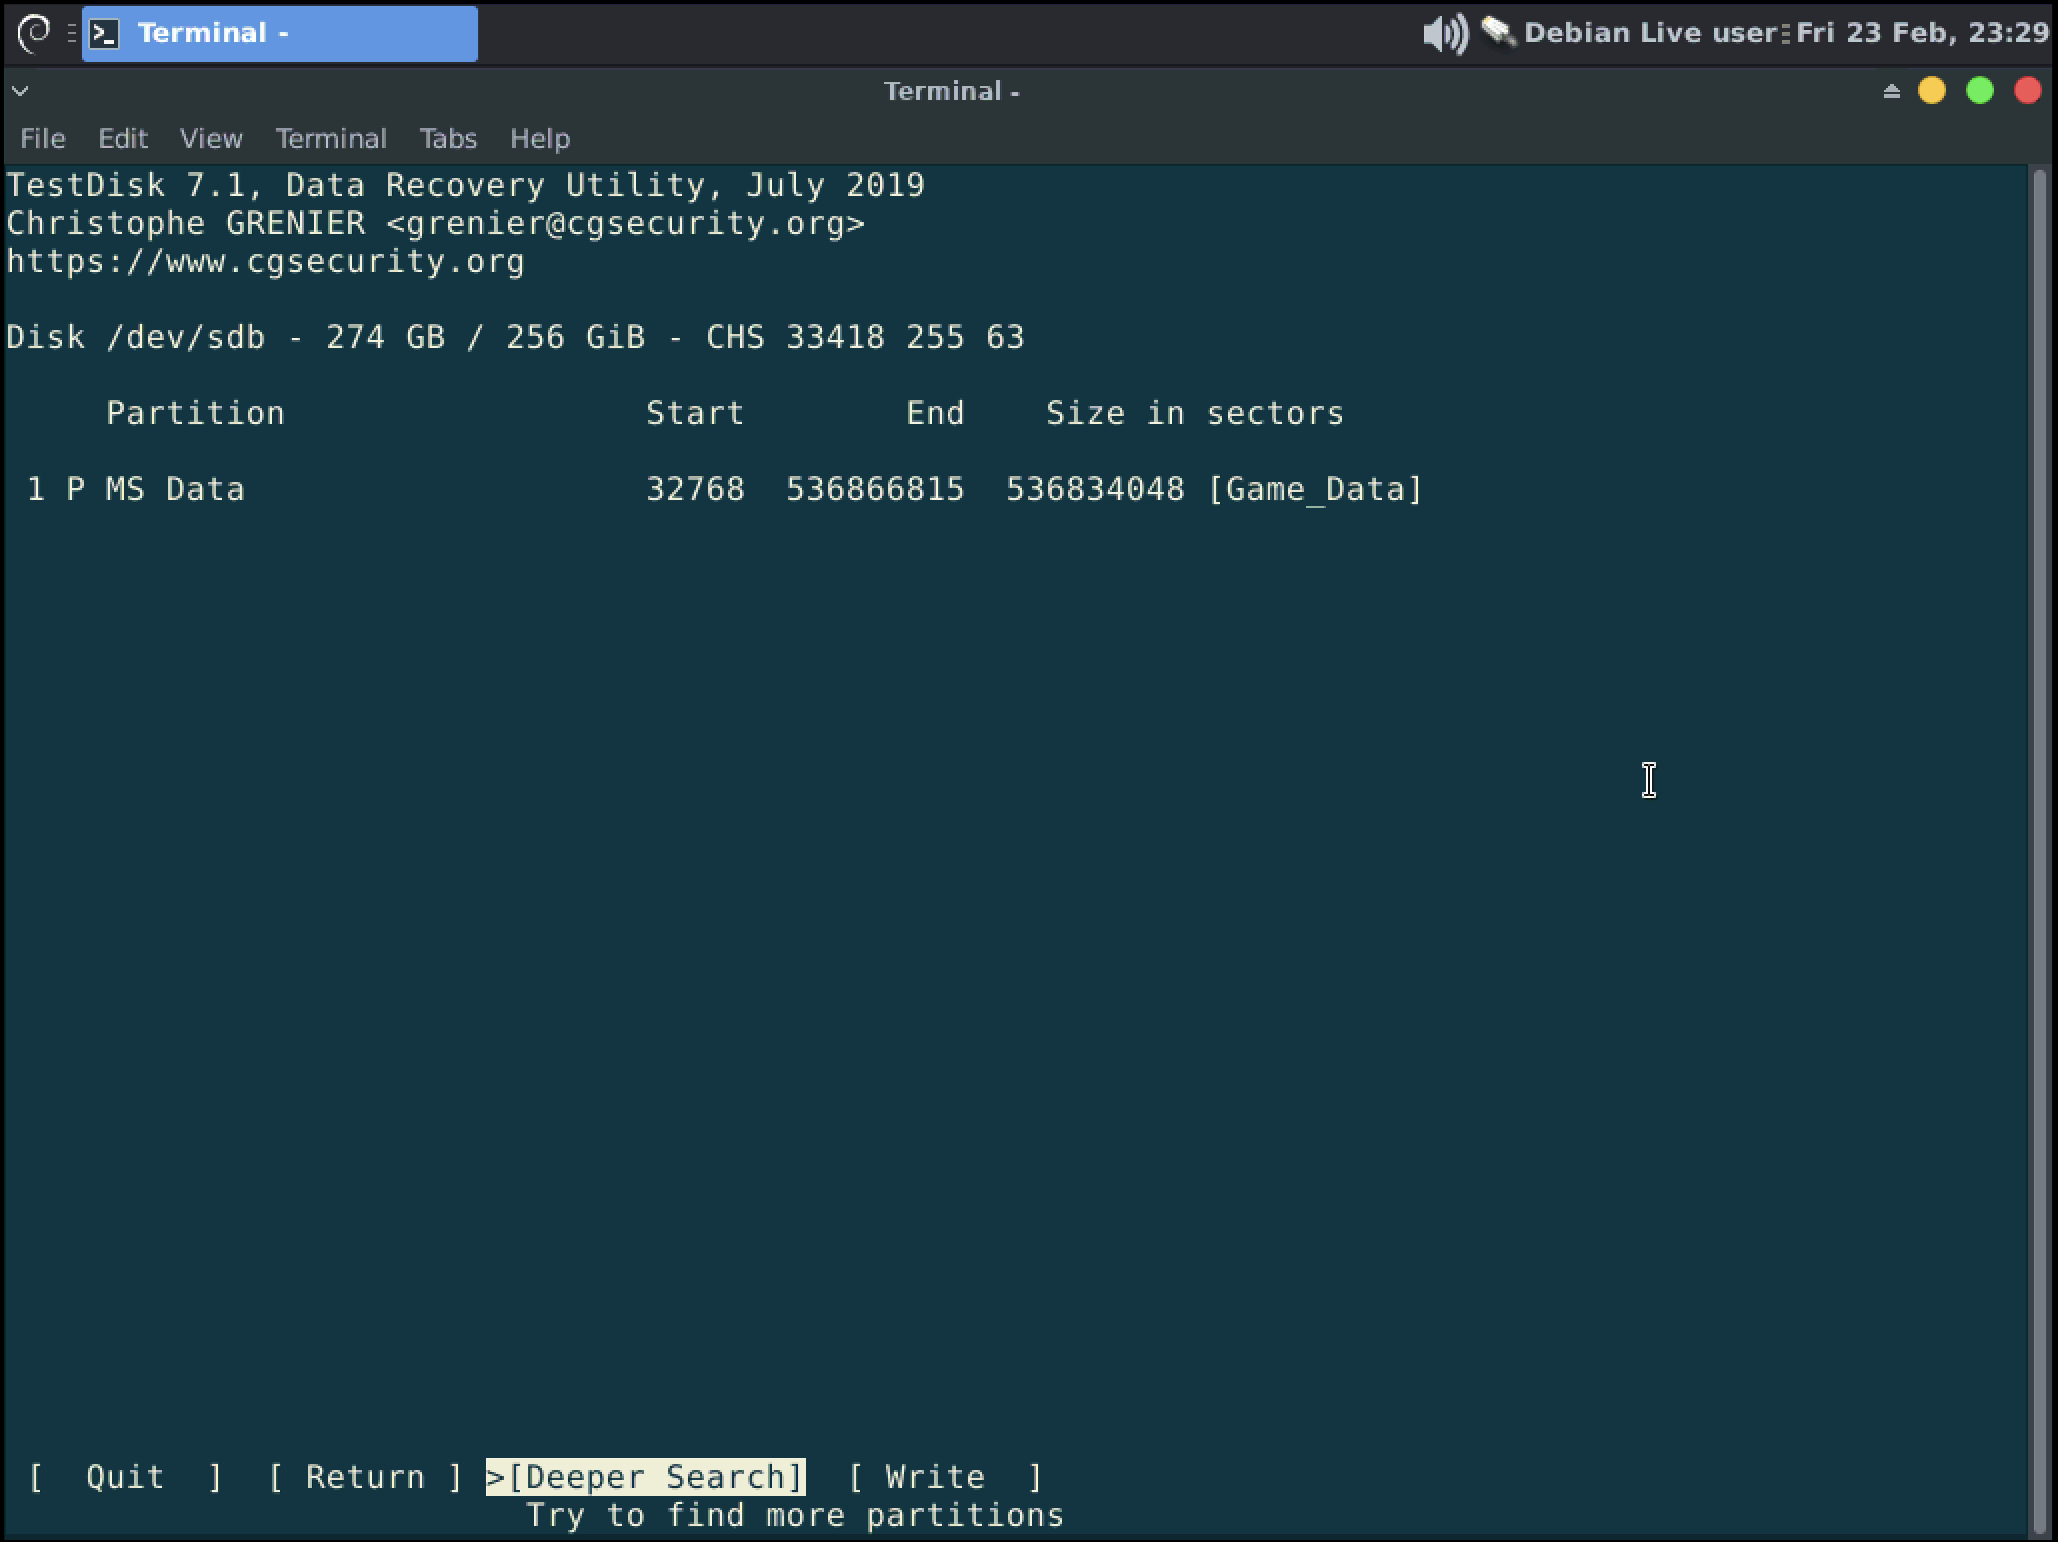 Terminal -
Debian Live user
Fri 23 Feb, 23:29
Terminal -
File Edit View Terminal Tabs Help
TestDisk 7.1, Data Recovery Utility, July 2019
Christophe GRENIER <grenier@cgsecurity.org>
https://www.cgsecurity.org
Disk /dev/sdb - 274 GB / 256 GiB - CHS 33418 255 63
Partition Start End Size in sectors
1 P MS Data 32768 536866815 536834048 [Game_Data]
[ Quit ] [ Return ] >[Deeper Search] [ Write ]
Try to find more partitions